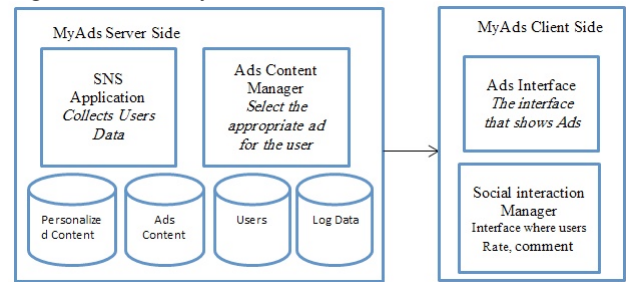 MyAds Server Side
SNS
Application
Collects Users
Data
Ads Content
Manager
Select the
appropriate ad
for the user
Personalize
d Content
Ads
Content
Users
Log Data
MyAds Client Side
Ads Interface
The interface
that shows Ads
Social interaction
Manager
Interface where users
Rate, comment